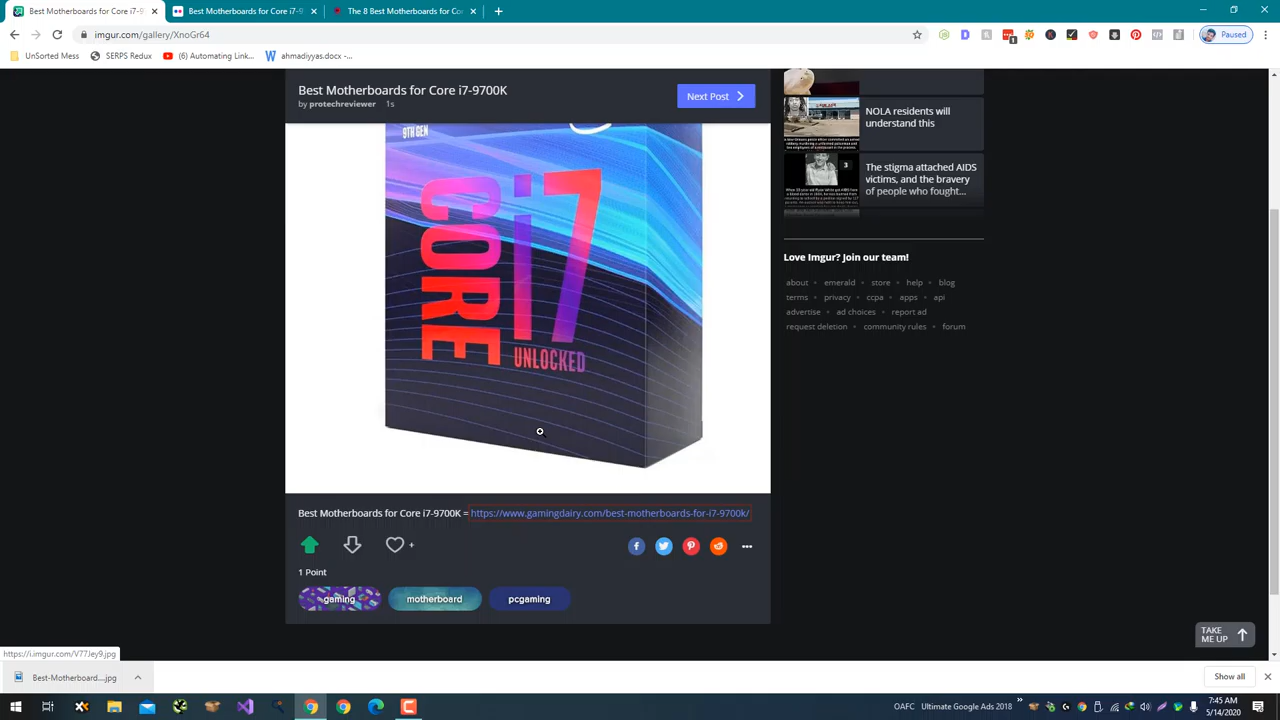 Best Motherboards for Core i7-9
Best Motherboards for Core i7-9
The 8 Best Motherboards for Co
imgur.com/gallery/XnoGr64
Paused
UnSorted Mess
SERPS Redux
(6) Automating Link...
ahmadiyyas.docx -...
Best Motherboards for Core i7-9700K
by protechreviewer 1s
Next Post
9TH GEN
CORE
i7
UNLOCKED
NOLA residents will
understand this
3
The stigma attached AIDS
victims, and the bravery
of people who fought...
Love Imgur? Join our team!
about • emerald • store • help • blog
terms • privacy • ccpa • apps • api
advertise • ad choices • report ad
request deletion • community rules • forum
Best Motherboards for Core i7-9700K = https://www.gamingdairy.com/best-motherboards-for-i7-9700k/
1 Point
gaming
motherboard
pcgaming
TAKE
ME UP
https://i.imgur.com/V77Jey9.jpg
Best-Motherboard....jpg
Show all
OAFC
Ultimate Google Ads 2018
7:45 AM
5/14/2020